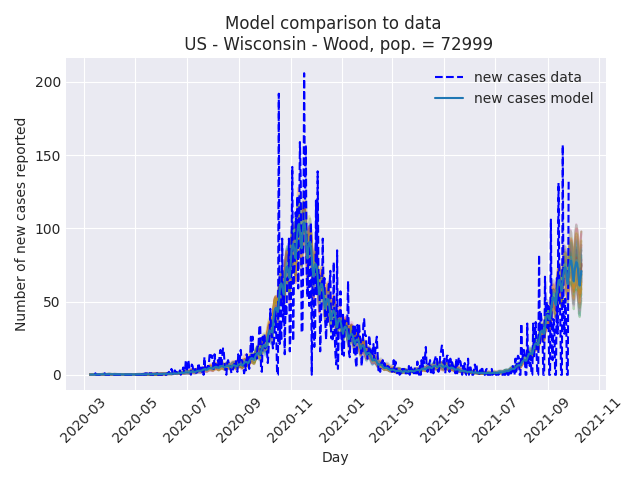 Model comparison to data
US - Wisconsin - Wood, pop. = 72999
new cases data
new cases model
Number of new cases reported
200
150
100
50
0
2020-03
2020-05
2020-07
2020-09
2020-11
2021-01
2021-03
2021-05
2021-07
2021-09
2021-11
Day